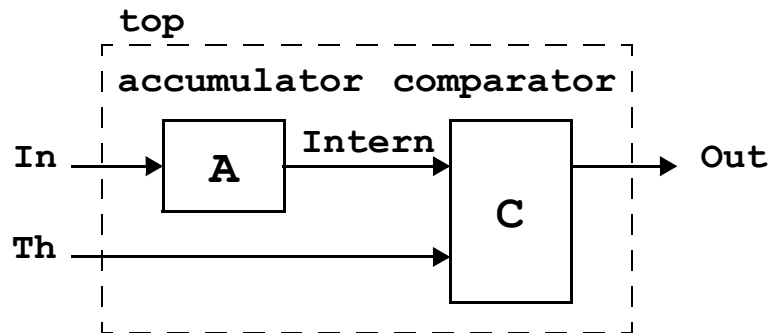 top
accumulator comparator
In
A
Intern
C
Out
Th